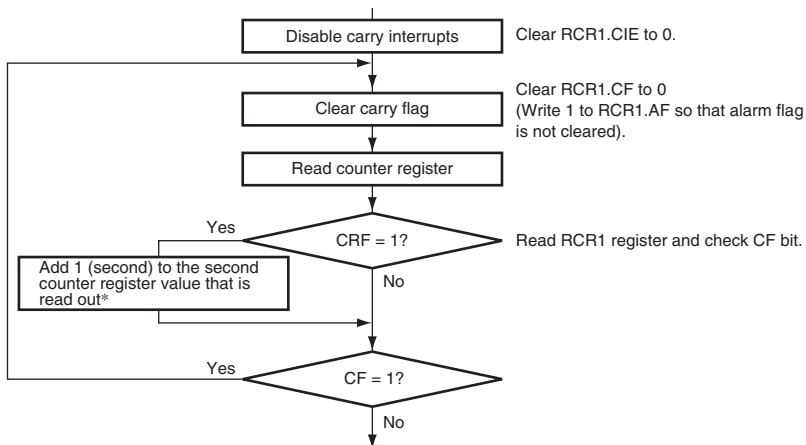 Disable carry interrupts
Clear RCR1.CIE to 0.
Clear carry flag
Clear RCR1.CF to 0
(Write 1 to RCR1.AF so that alarm flag
is not cleared).
Read counter register
Yes
CRF = 1?
Read RCR1 register and check CF bit.
Add 1 (second) to the second
counter register value that is
read out*
No
Yes
CF = 1?
No